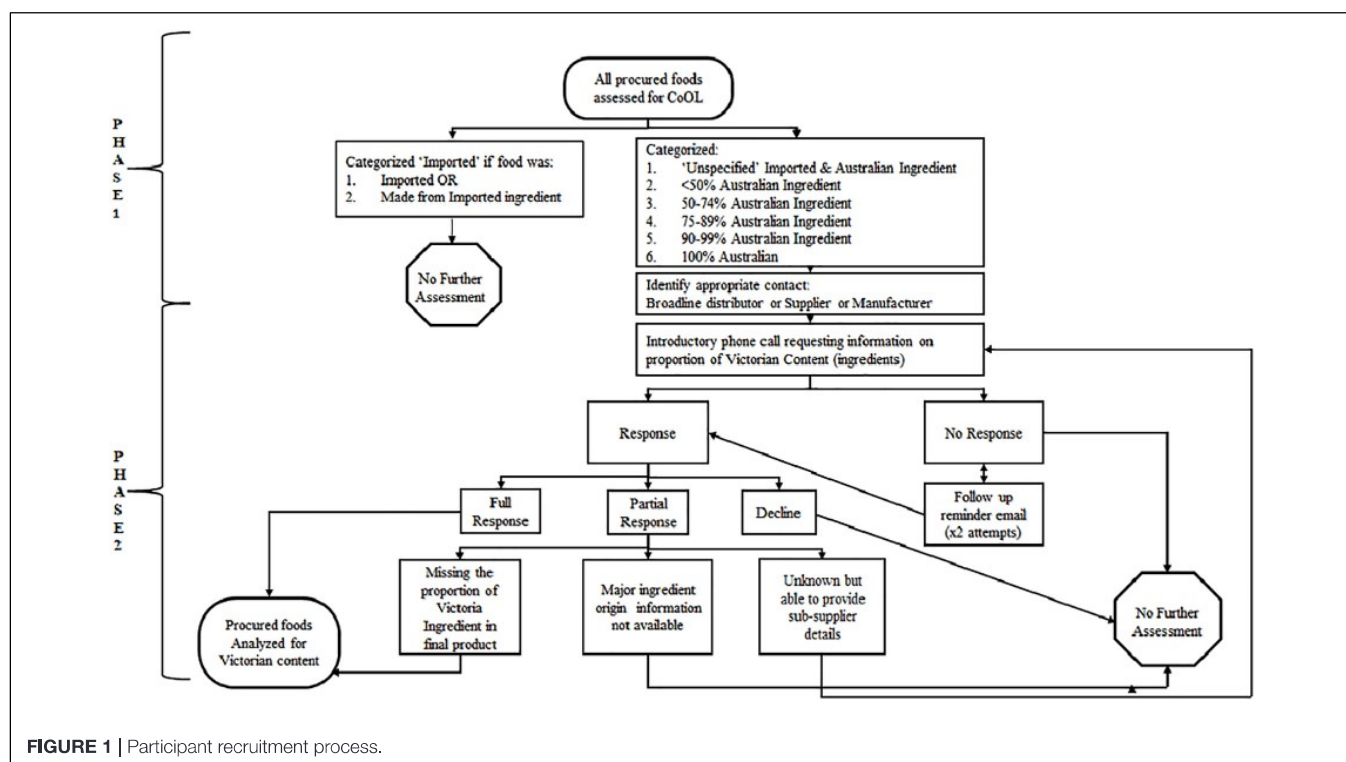 All procured foods
assessed for CoOL
P
H
A
S
E
1
Categorized 'Imported' if food was:
1. Imported OR
2. Made from Imported ingredient
Categorized:
1. 'Unspecified' Imported & Australian Ingredient
2. <50% Australian Ingredient
3. 50-74% Australian Ingredient
4. 75-89% Australian Ingredient
5. 90-99% Australian Ingredient
6. 100% Australian
No Further
Assessment
Identify appropriate contact:
Broadline distributor or Supplier or Manufacturer
Introductory phone call requesting information on
proportion of Victorian Content (ingredients)
P
H
A
S
E
2
Response
No Response
Full
Response
Partial
Response
Decline
Follow up
reminder email
(x2 attempts)
Missing the
proportion of
Victoria
Ingredient in
final product
Major ingredient
origin information
not available
Unknown but
able to provide
sub-supplier
details
Procured foods
Analyzed for
Victorian content
No Further
Assessment
FIGURE 1 | Participant recruitment process.